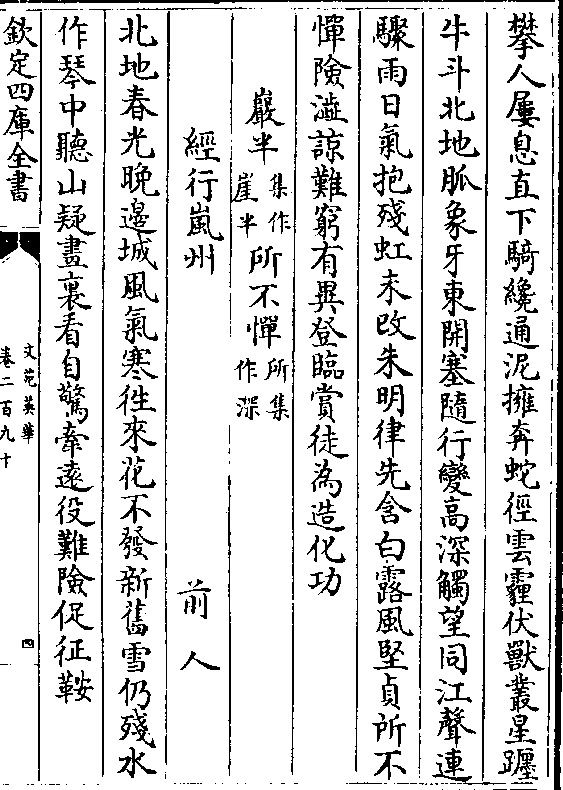 攀人屢息直下騎纔通泥擁奔蛇徑雲霾伏獸叢星躔
牛斗北地脈象牙東開塞隨行變高深觸望同江聲連
驟雨日氣抱殘虹未改朱明律先含白露風堅貞所不
憚險澁諒難窮有異登臨賞徒為造化功
巖半集作崖半所不憚所集作深
經行嵐州 前人
北地春光晚邊城風氣寒徃來花不發新舊雪仍殘水
作琴中聽山疑畫裏看自驚牽遠役難險促征鞍
欽定四庫全書
文苑英華
卷二百九十
四